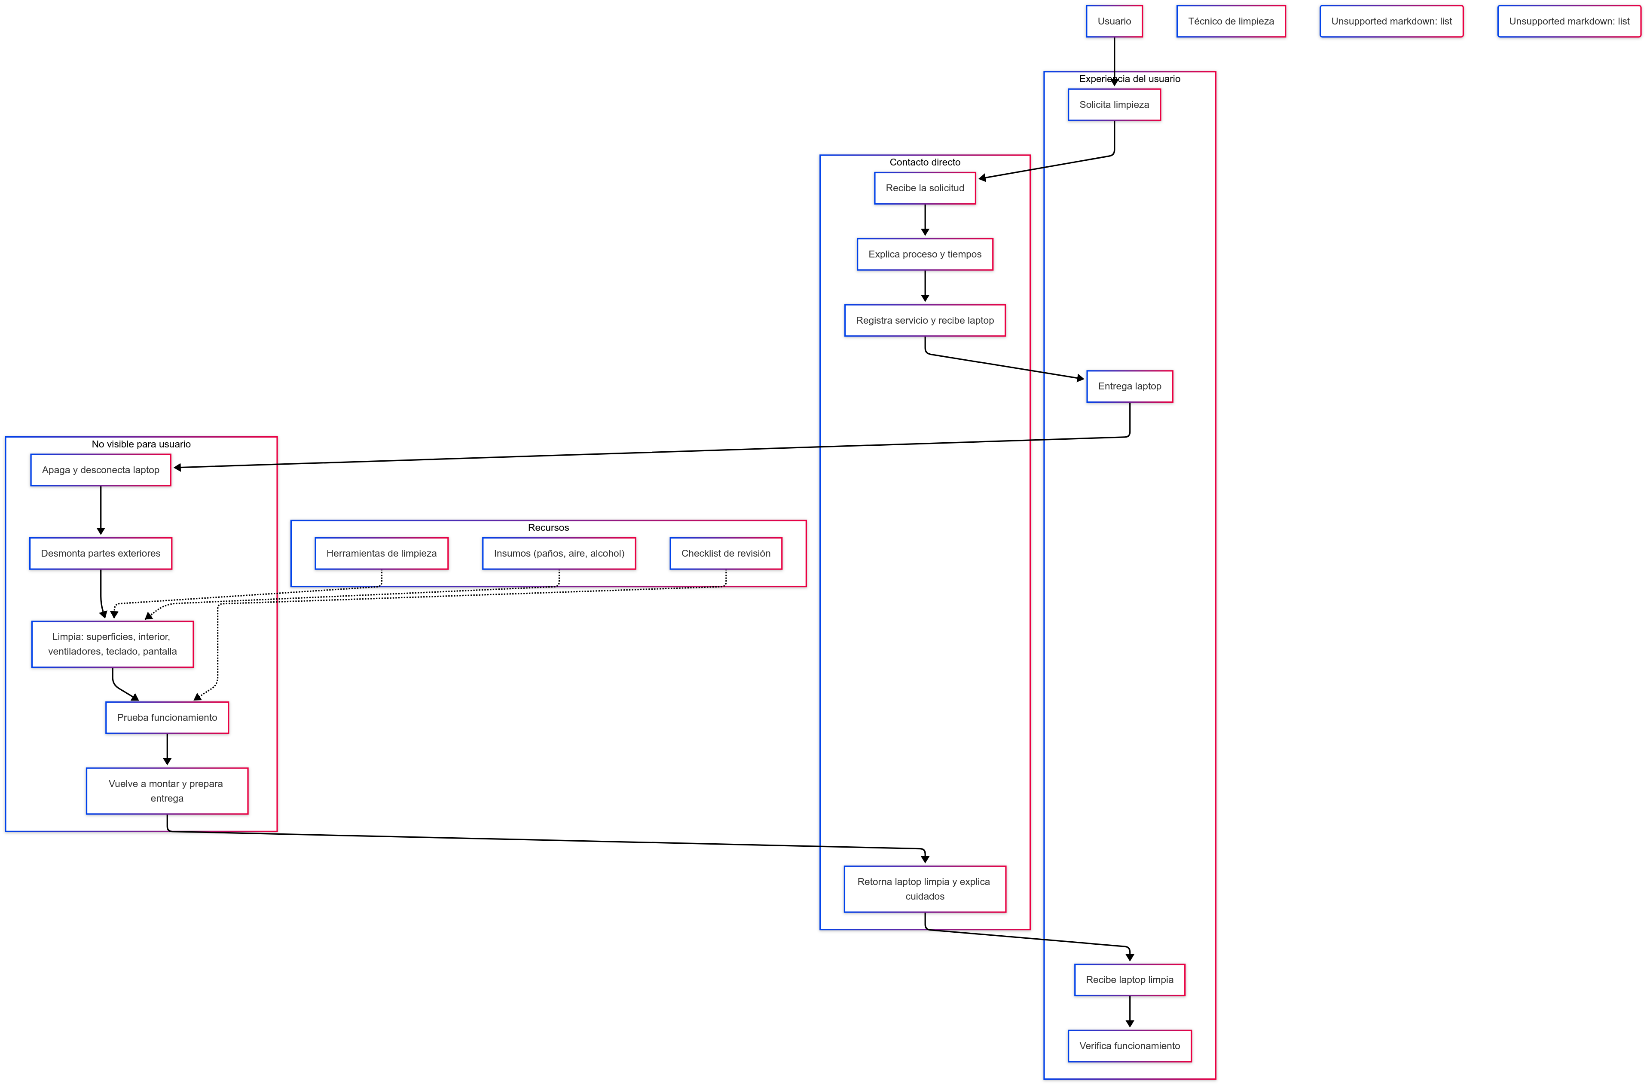 Usuario
Técnico de limpieza
Unsupported markdown: list
Unsupported markdown: list
Experiencia del usuario
Solicita limpieza
Contacto directo
Recibe la solicitud
Explica proceso y tiempos
Registra servicio y recibe laptop
Entrega laptop
No visible para usuario
Apaga y desconecta laptop
Recursos
Desmonta partes exteriores
Herramientas de limpieza
Insumos (paños, aire, alcohol)
Checklist de revisión
Limpia: superficies, interior,
ventiladores, teclado, pantalla
Prueba funcionamiento
Vuelve a montar y prepara
entrega
Retorna laptop limpia y explica
cuidados
Recibe laptop limpia
Verifica funcionamiento